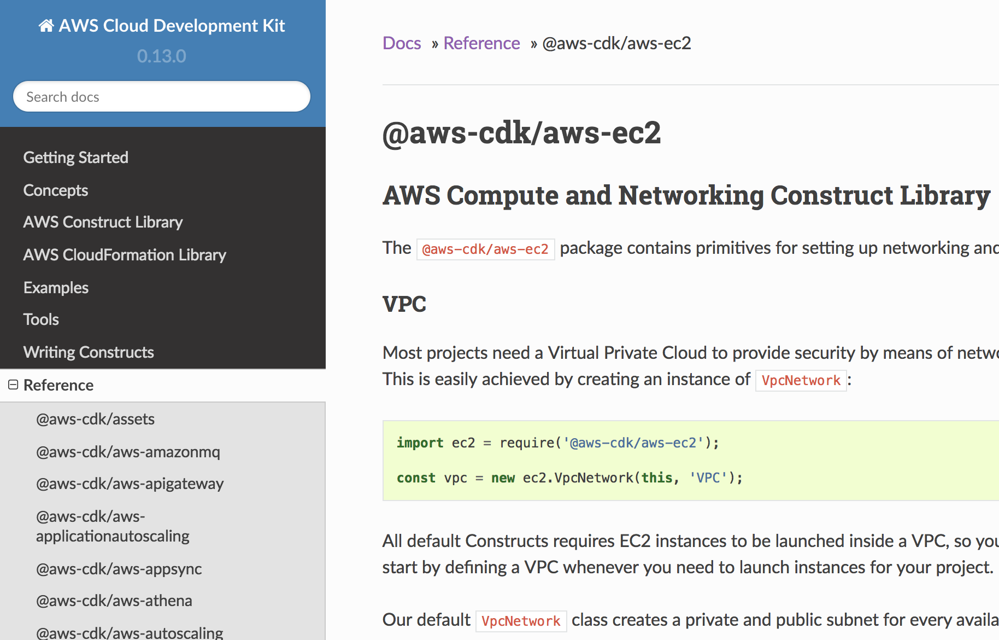 AWS Cloud Development Kit
0.13.0
Search docs
Getting Started
Concepts
AWS Construct Library
AWS CloudFormation Library
Examples
Tools
Writing Constructs
Reference
@aws-cdk/assets
@aws-cdk/aws-amazonmq
@aws-cdk/aws-apigateway
@aws-cdk/aws-
applicationautoscaling
@aws-cdk/aws-appsync
@aws-cdk/aws-athena
@aws-cdk/aws-autoscaling
Docs » Reference » @aws-cdk/aws-ec2
@aws-cdk/aws-ec2
AWS Compute and Networking Construct Library
The @aws-cdk/aws-ec2 package contains primitives for setting up networking and
VPC
Most projects need a Virtual Private Cloud to provide security by means of
This is easily achieved by creating an instance of VpcNetwork:
import ec2 = require('@aws-cdk/aws-ec2');
const vpc = new ec2.VpcNetwork(this, 'VPC');
All default Constructs requires EC2 instances to be launched inside a VPC, so you
start by defining a VPC whenever you need to launch instances for your project.
Our default VpcNetwork class creates a private and public subnet for every